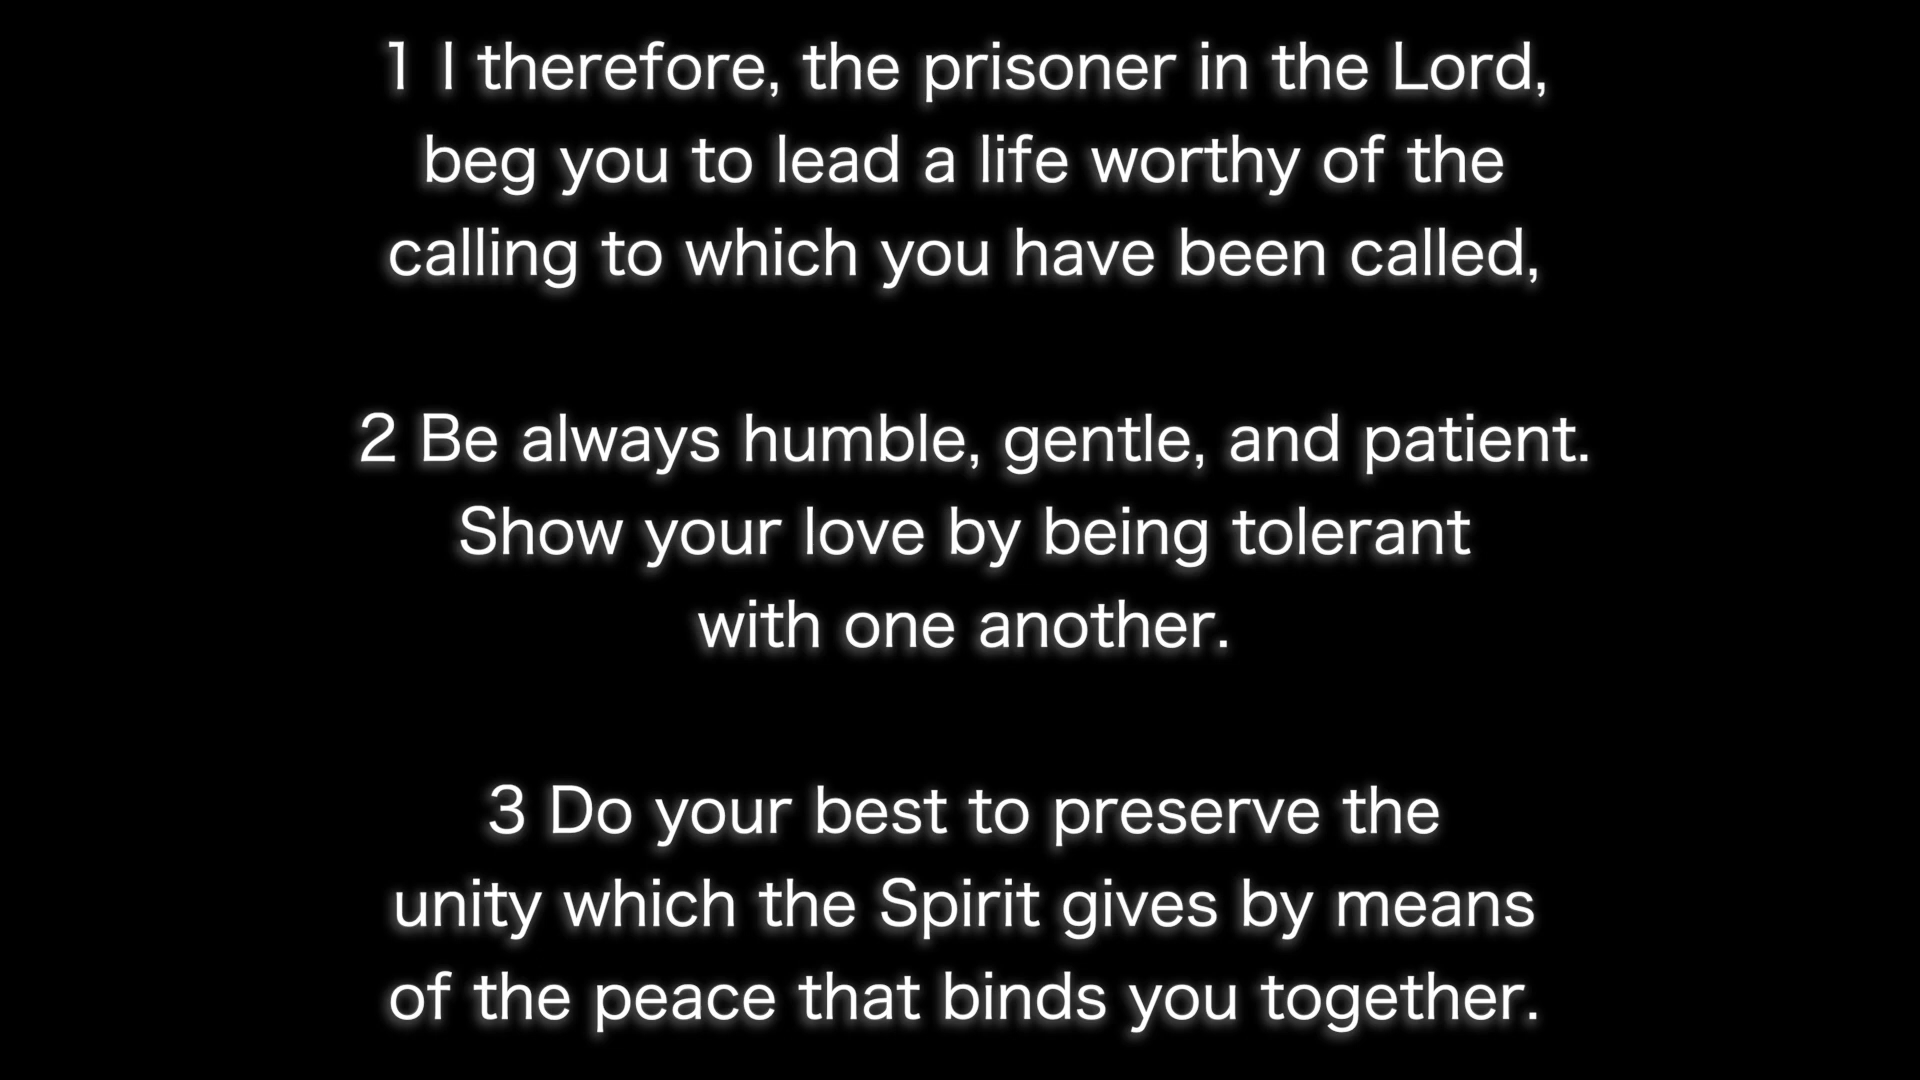 1 I therefore, the prisoner in the Lord,
beg you to lead a life worthy of the
calling to which you have been called,
2 Be always humble, gentle, and patient.
Show your love by being tolerant
with one another.
3 Do your best to preserve the
unity which the Spirit gives by means
of the peace that binds you together.